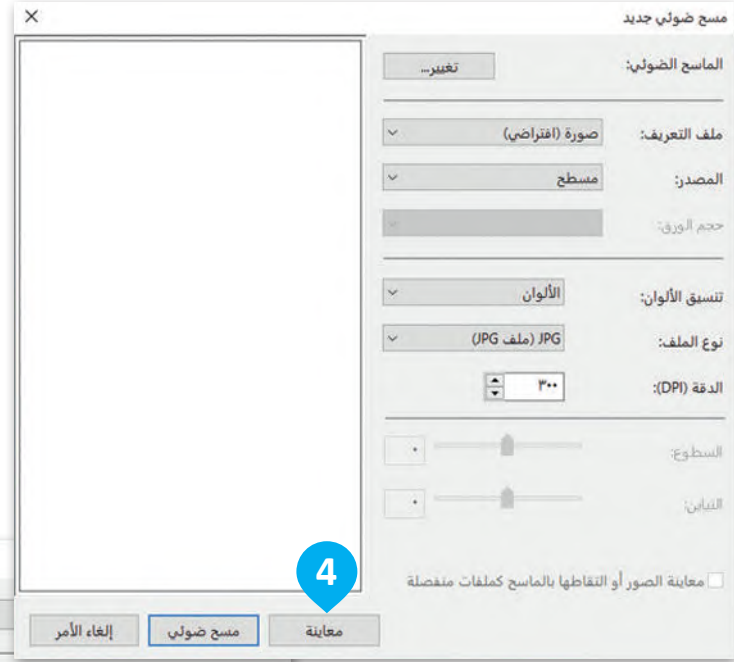 مسح ضوئي جديد
الماسح الضوئي: تغيير...
ملف التعريف: صورة (افتراضي)
المصدر: مسطح
حجم الورق:
تنسيق الألوان: الألوان
نوع الملف: JPG (ملف JPG)
الدقة (DPI): ٣٠٠
السطوع: ٠
التباين: ٠
معاينة الصور أو التقاطها بالماسح كملفات منفصلة
4
معاينة مسح ضوئي إلغاء الأمر